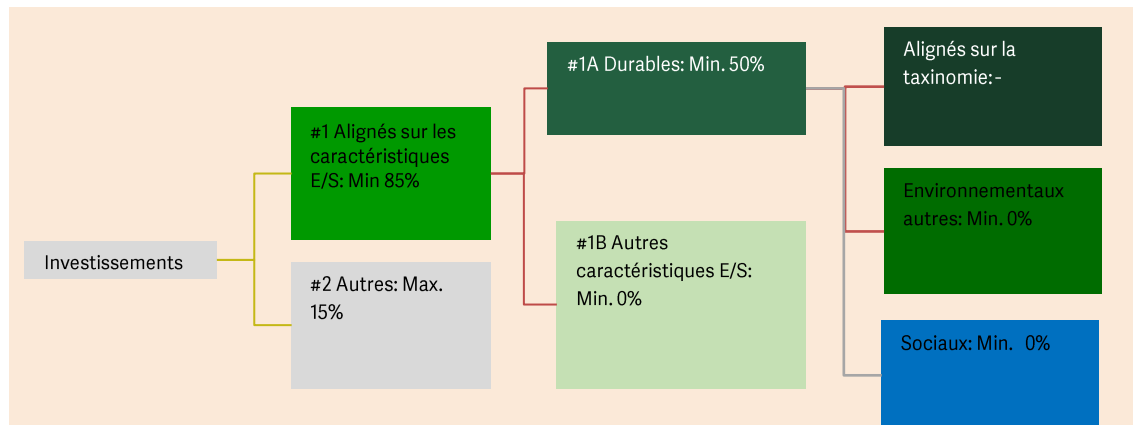 Investissements
#1 Alignés sur les
caractéristiques
E/S: Min 85%
#2 Autres: Max.
15%
#1A Durables: Min. 50%
#1B Autres
caractéristiques E/S:
Min. 0%
Alignés sur la
taxinomie:-
Environnementaux
autres: Min. 0%
Sociaux: Min. 0%